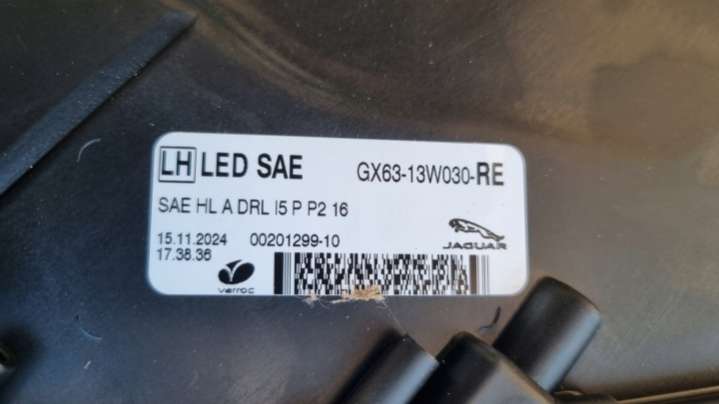 LH LED SAE GX63-13W030-RE
SAE HL A DRL I5 P P2 16
15.11.2024 00201299-10
17.38.36
JAGUAR
varroc